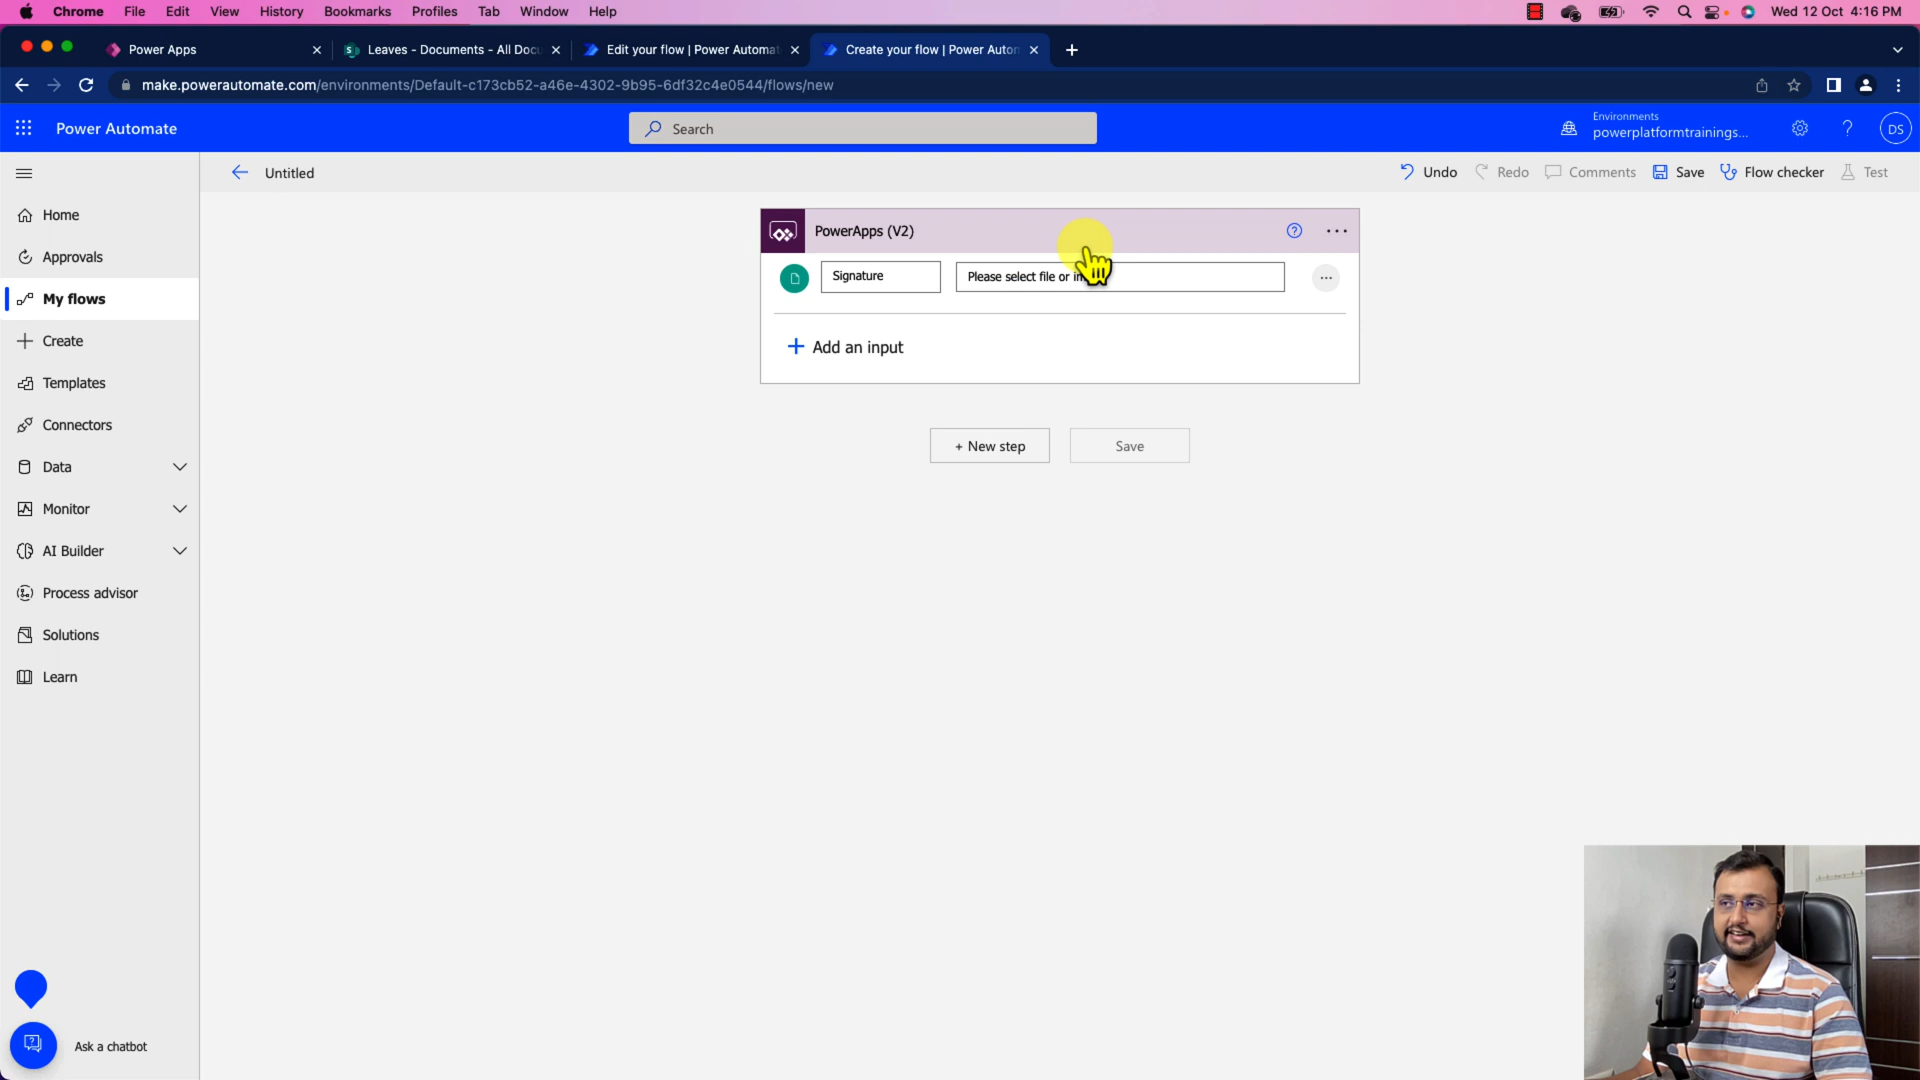 Chrome File Edit View History Bookmarks Profiles Tab Window Help Wed 12 Oct 4:16 PM
Power Apps Leaves - Documents - All Doc Edit your flow | Power Automat Create your flow | Power Autom
make.powerautomate.com/environments/Default-c173cb52-a46e-4302-9b95-6df32c4e0544/flows/new
Power Automate Search Environments
powerplatformtrainings... ? DS
Untitled Undo Redo Comments Save Flow checker Test
Home
Approvals
My flows
Create
Templates
Connectors
Data
Monitor
AI Builder
Process advisor
Solutions
Learn
Ask a chatbot
PowerApps (V2)
Signature Please select file or
+ Add an input
+ New step Save